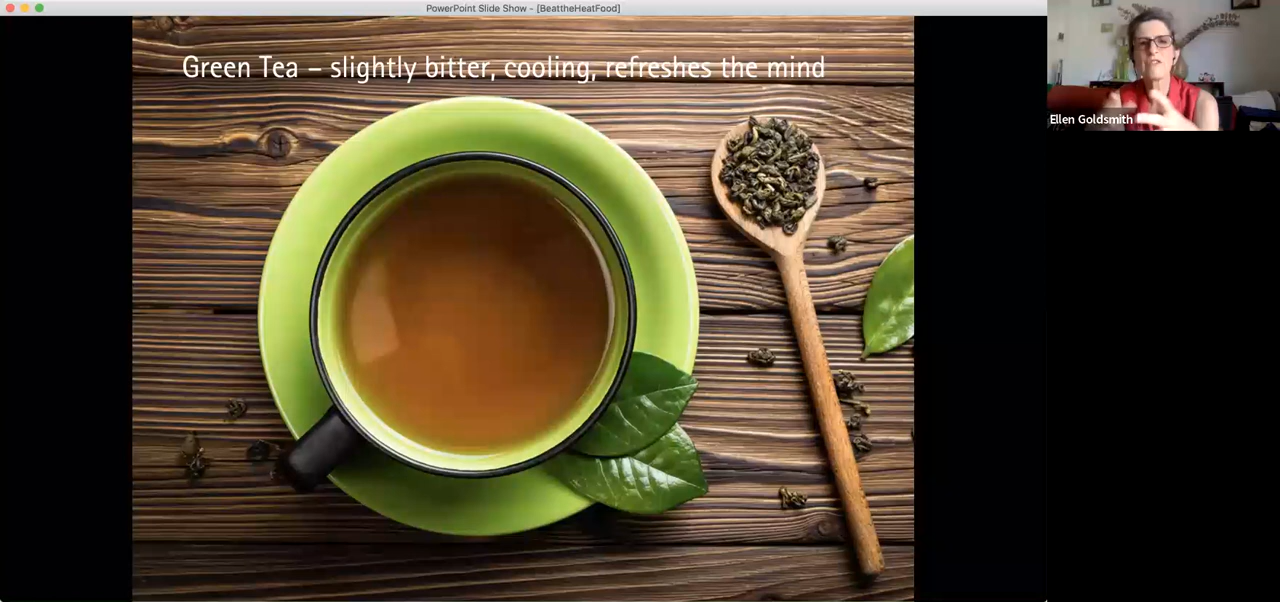 PowerPoint Slide Show - [BeattheHeatFood]
Green Tea – slightly bitter, cooling, refreshes the mind
Ellen Goldsmith